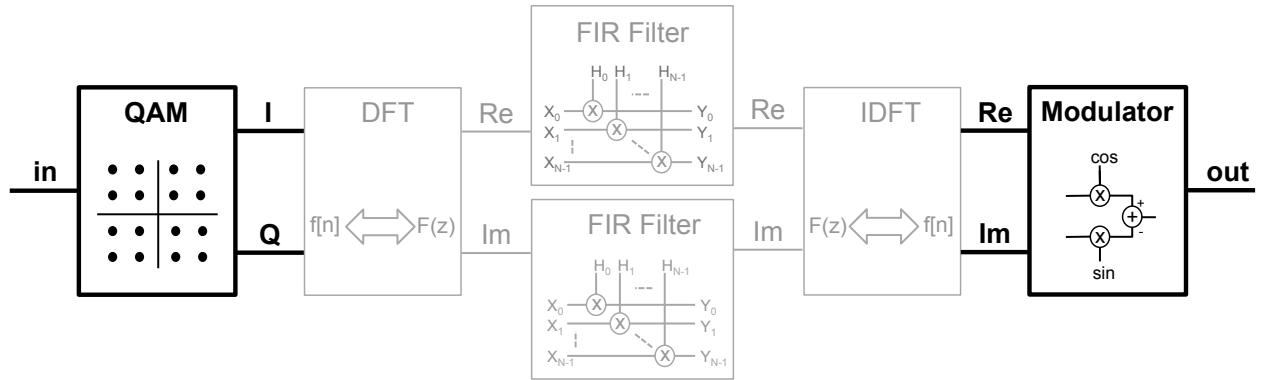 in
QAM
I
Q
DFT
f[n]
F(z)
Re
Im
FIR Filter
H0 H1 HN-1
...
X0 X Y0
X1 X Y1
XN-1 X YN-1
FIR Filter
H0 H1 HN-1
...
X0 X Y0
X1 X Y1
XN-1 X YN-1
Re
Im
IDFT
F(z)
f[n]
Re
Im
Modulator
cos
X
+
+
-
X
sin
out